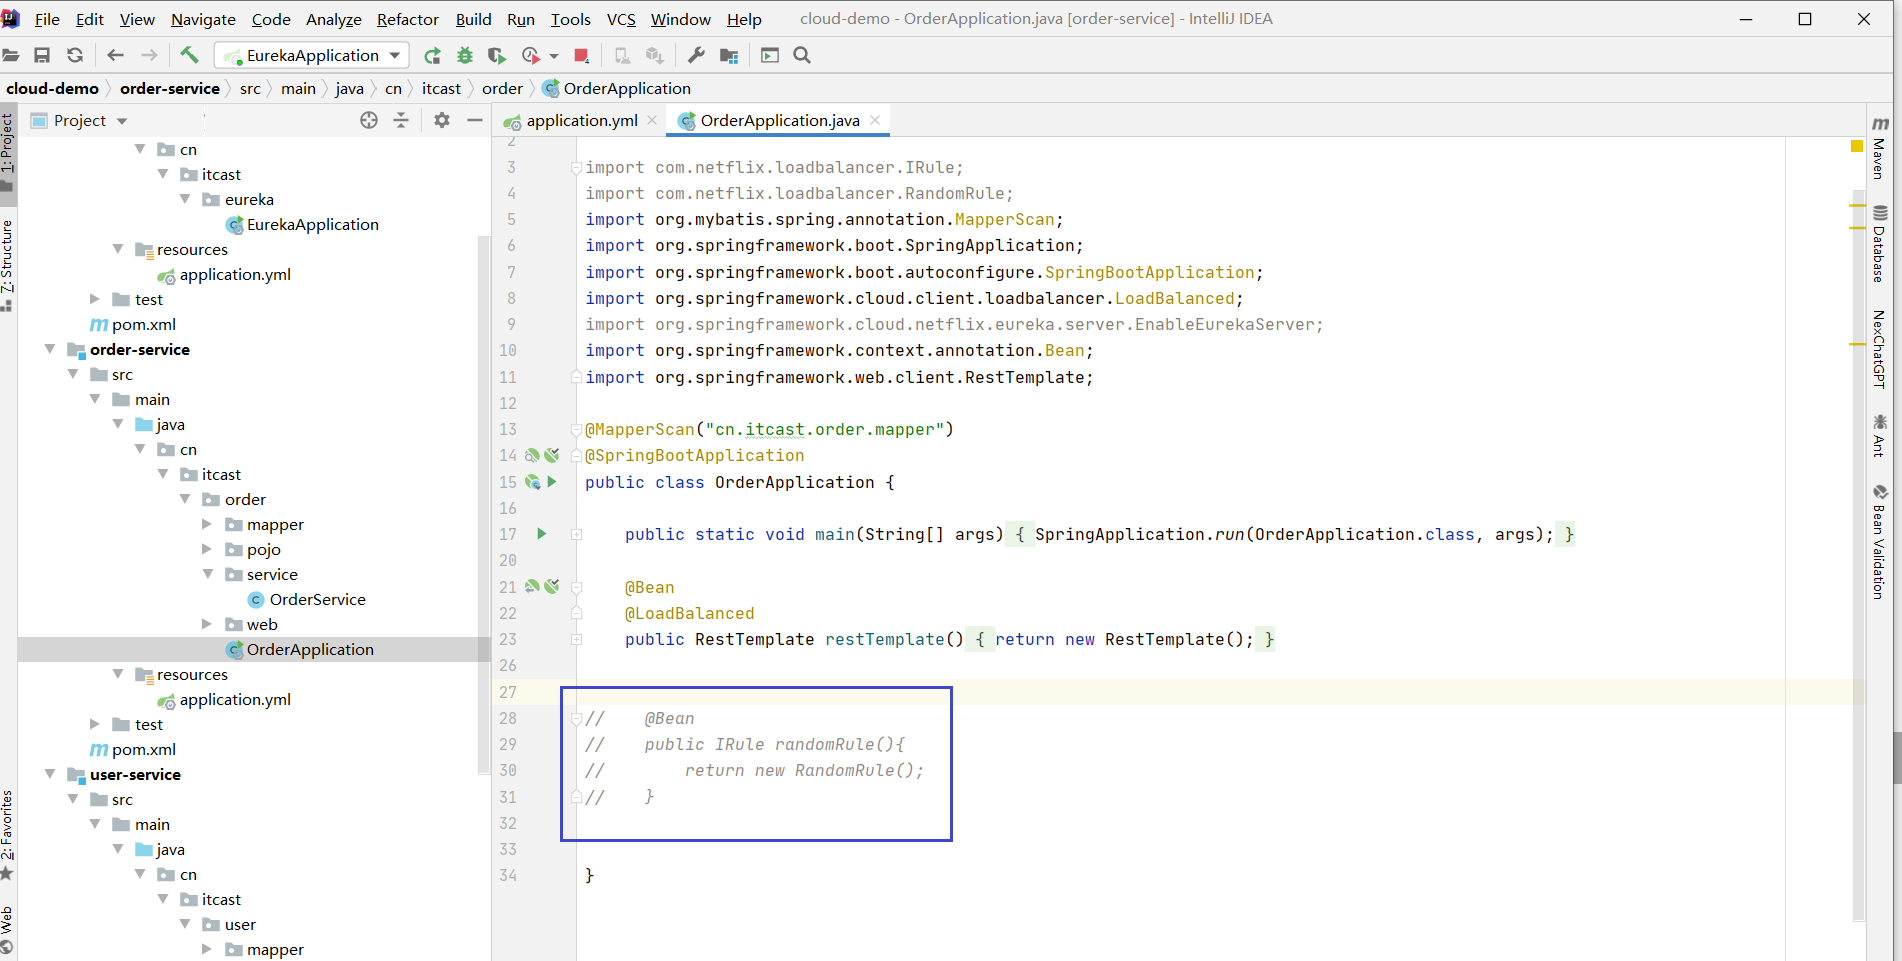 File Edit View Navigate Code Analyze Refactor Build Run Tools VCS Window Help cloud-demo - OrderApplication.java [order-service] - IntelliJ IDEA
EurekaApplication
cloud-demo order-service src main java cn itcast order OrderApplication
1: Project
7: Structure
2: Favorites
Web
Project
cn
itcast
eureka
EurekaApplication
resources
application.yml
test
pom.xml
order-service
src
main
java
cn
itcast
order
mapper
pojo
service
OrderService
web
OrderApplication
resources
application.yml
test
pom.xml
user-service
src
main
java
cn
itcast
user
mapper
application.yml OrderApplication.java
2
3 import com.netflix.loadbalancer.IRule;
4 import com.netflix.loadbalancer.RandomRule;
5 import org.mybatis.spring.annotation.MapperScan;
6 import org.springframework.boot.SpringApplication;
7 import org.springframework.boot.autoconfigure.SpringBootApplication;
8 import org.springframework.cloud.client.loadbalancer.LoadBalanced;
9 import org.springframework.cloud.netflix.eureka.server.EnableEurekaServer;
10 import org.springframework.context.annotation.Bean;
11 import org.springframework.web.client.RestTemplate;
12
13 @MapperScan("cn.itcast.order.mapper")
14 @SpringBootApplication
15 public class OrderApplication {
16
17 public static void main(String[] args) { SpringApplication.run(OrderApplication.class, args); }
20
21 @Bean
22 @LoadBalanced
23 public RestTemplate restTemplate() { return new RestTemplate(); }
26
27
28 // @Bean
29 // public IRule randomRule(){
30 // return new RandomRule();
31 // }
32
33
34 }
Maven
Database
NexChatGPT
Ant
Bean Validation